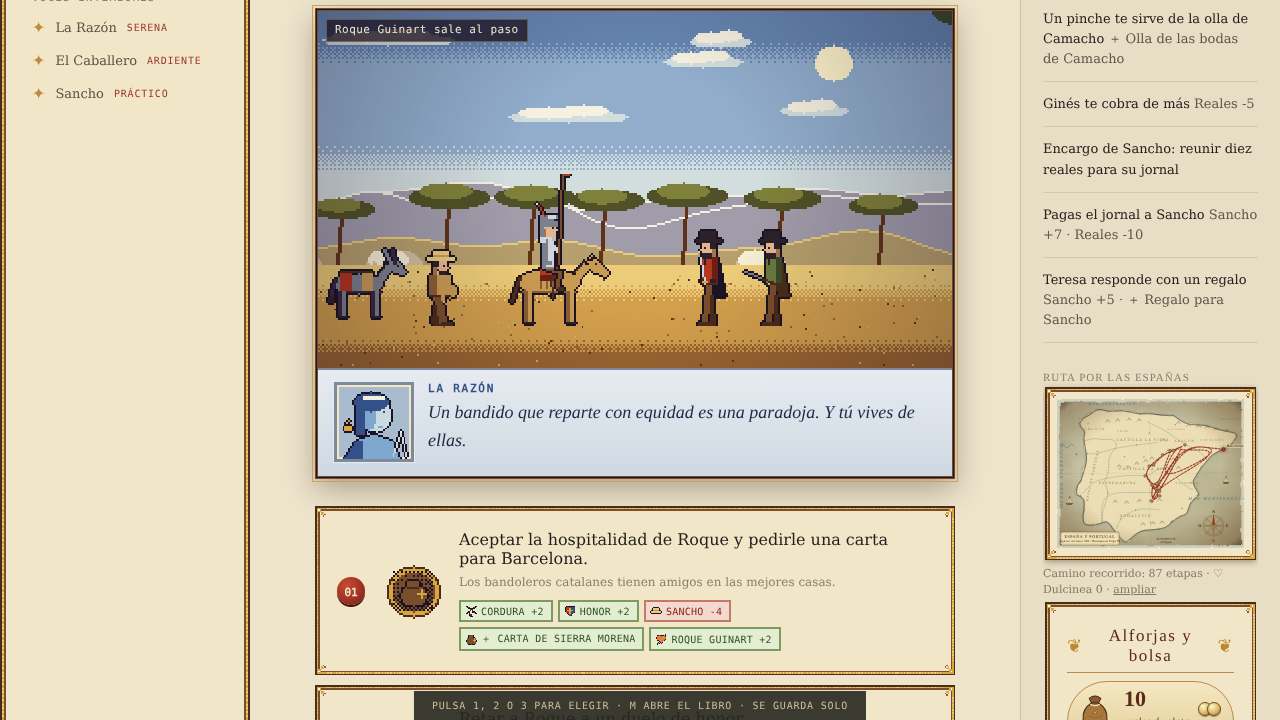 La Razón SERENA
El Caballero ARDIENTE
Sancho PRÁCTICO
Roque Guinart sale al paso
LA RAZÓN
Un bandido que reparte con equidad es una paradoja. Y tú vives de
ellas.
01
Aceptar la hospitalidad de Roque y pedirle una carta
para Barcelona.
Los bandoleros catalanes tienen amigos en las mejores casas.
CORDURA +2
HONOR +2
SANCHO -4
+ CARTA DE SIERRA MORENA
ROQUE GUINART +2
PULSA 1, 2 O 3 PARA ELEGIR · M ABRE EL LIBRO · SE GUARDA SOLO
Un pinche te sirve de la olla de
Camacho + Olla de las bodas
de Camacho
Ginés te cobra de más Reales -5
Encargo de Sancho: reunir diez
reales para su jornal
Pagas el jornal a Sancho Sancho
+7 · Reales -10
Teresa responde con un regalo
Sancho +5 · + Regalo para
Sancho
RUTA POR LAS ESPAÑAS
ESPAÑA Y PORTUGAL
Camino recorrido: 87 etapas · ♡
Dulcinea 0 · ampliar
Alforjas y
bolsa
10